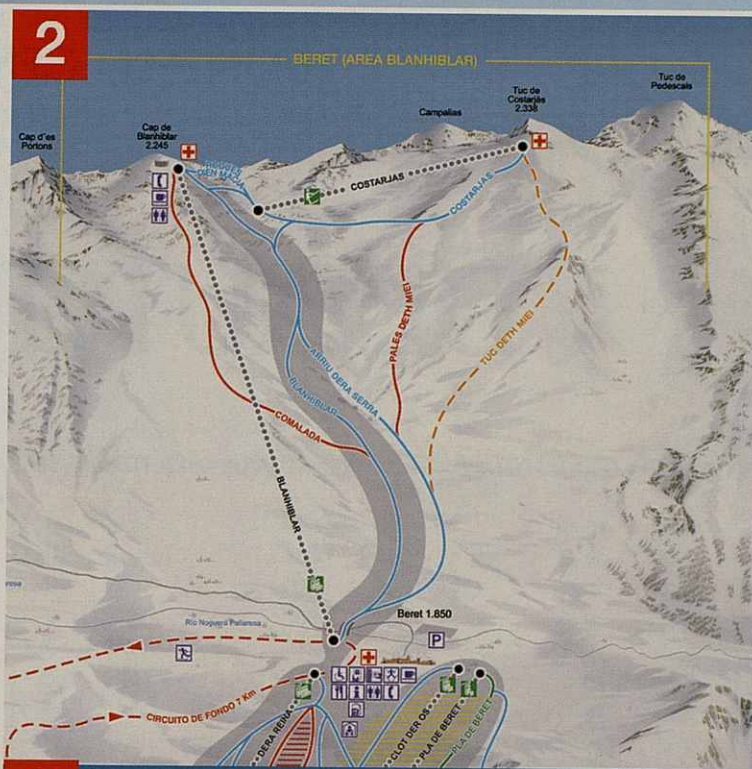 2
BERET (AREA BLANHIBLAR)
Cap d'es
Portons
Cap de
Blanhiblar
2.245
Campalias
Tuc de
Costarjàs
2.338
Tuc de
Pedescals
COSTARJAS
COSTARJAS
PALES DETH MIEI
TUC DETH MIEI
ARRIU DERA SERRA
BLANHIBLAR
COMALADA
BLANHIBLAR
Rio Noguera Pallaresa
Beret 1.850
P
CIRCUITO DE FONDO 7 Km
DERA REINA
CLOT DER OS
PLA DE BERET
PLA DE BERET